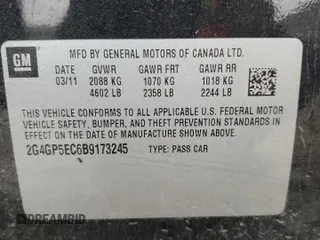 GM
MFD BY GENERAL MOTORS OF CANADA LTD.
DATE GVWR GAWR FRT GAWR RR
03/11 2088 KG 1070 KG 1018 KG
4602 LB 2358 LB 2244 LB
THIS VEHICLE CONFORMS TO ALL APPLICABLE U.S. FEDERAL MOTOR
VEHICLE SAFETY, BUMPER, AND THEFT PREVENTION STANDARDS IN
EFFECT ON THE DATE OF MANUFACTURE SHOWN ABOVE.
2G4GP5EC6B9173245 TYPE: PASS CAR
DREAMBID